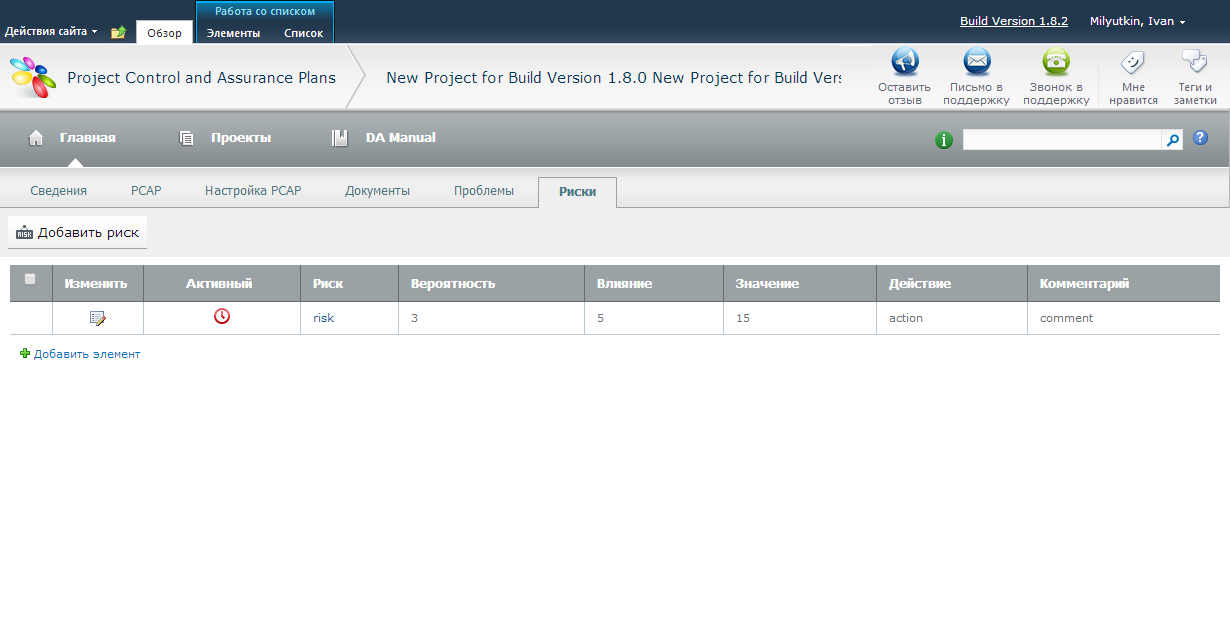 Действия сайта
Обзор
Работа со списком
Элементы Список
Build Version 1.8.2
Milyutkin, Ivan
Project Control and Assurance Plans
New Project for Build Version 1.8.0 New Project for Build Vers
Оставить отзыв
Письмо в поддержку
Звонок в поддержку
Мне нравится
Теги и заметки
Главная Проекты DA Manual
Сведения PCAP Настройка PCAP Документы Проблемы Риски
RISK Добавить риск
Изменить Активный Риск Вероятность Влияние Значение Действие Комментарий
risk 3 5 15 action comment
Добавить элемент